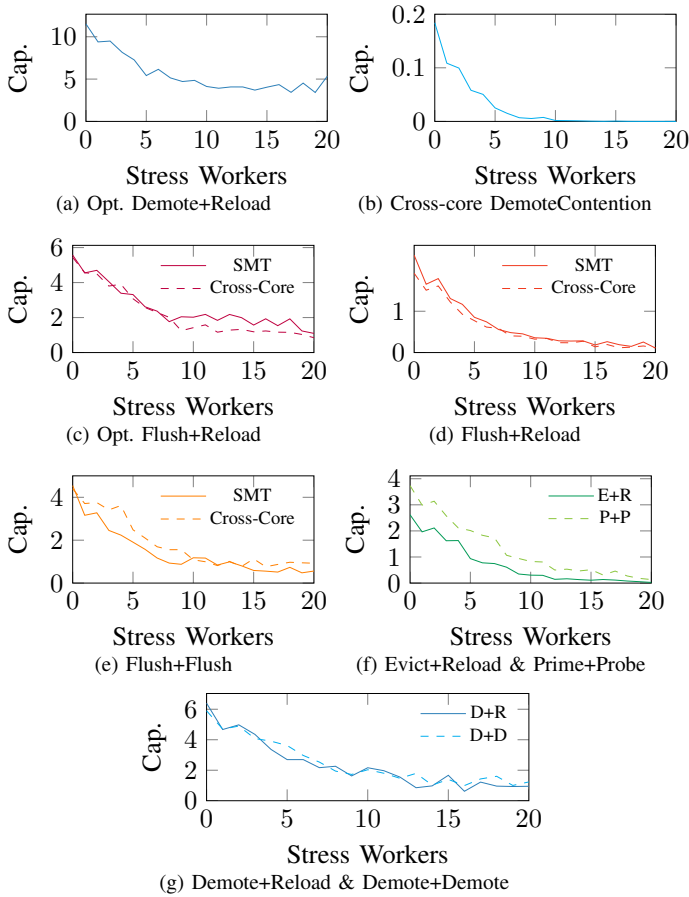 10
5
0
Cap.
0 5 10 15 20
Stress Workers
(a) Opt. Demote+Reload
0.2
0.1
0
Cap.
0 5 10 15 20
Stress Workers
(b) Cross-core DemoteContention
6
4
2
0
Cap.
SMT
Cross-Core
0 5 10 15 20
Stress Workers
(c) Opt. Flush+Reload
1
0
Cap.
SMT
Cross-Core
0 5 10 15 20
Stress Workers
(d) Flush+Reload
4
2
0
Cap.
SMT
Cross-Core
0 5 10 15 20
Stress Workers
(e) Flush+Flush
4
3
2
1
0
Cap.
E+R
P+P
0 5 10 15 20
Stress Workers
(f) Evict+Reload & Prime+Probe
6
4
2
0
Cap.
D+R
D+D
0 5 10 15 20
Stress Workers
(g) Demote+Reload & Demote+Demote